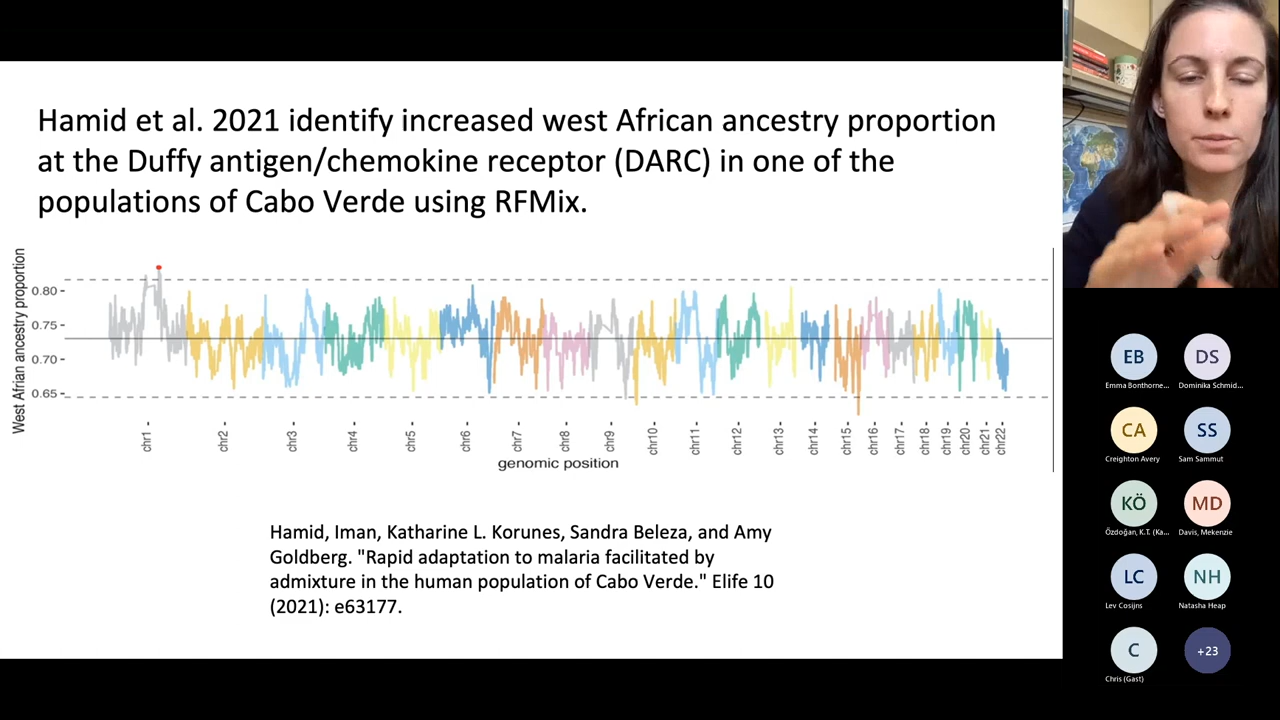 Hamid et al. 2021 identify increased west African ancestry proportion
at the Duffy antigen/chemokine receptor (DARC) in one of the
populations of Cabo Verde using RFMix.
West Afrian ancestry proportion
0.80
0.75
0.70
0.65
chr1
chr2
chr3
chr4
chr5
chr6
chr7
chr8
chr9
chr10
chr11
chr12
chr13
chr14
chr15
chr16
chr17
chr18
chr19
chr20
chr21
chr22
genomic position
Hamid, Iman, Katharine L. Korunes, Sandra Beleza, and Amy
Goldberg. "Rapid adaptation to malaria facilitated by
admixture in the human population of Cabo Verde." Elife 10
(2021): e63177.
EB
DS
Emma Bonthorne...
Dominika Schmid...
CA
SS
Creighton Avery
Sam Sammut
KÖ
MD
Özdoğan, K.T. (Ka...
Davis, Mekenzie
LC
NH
Lev Cosijns
Natasha Heap
C
+23
Chris (Gast)